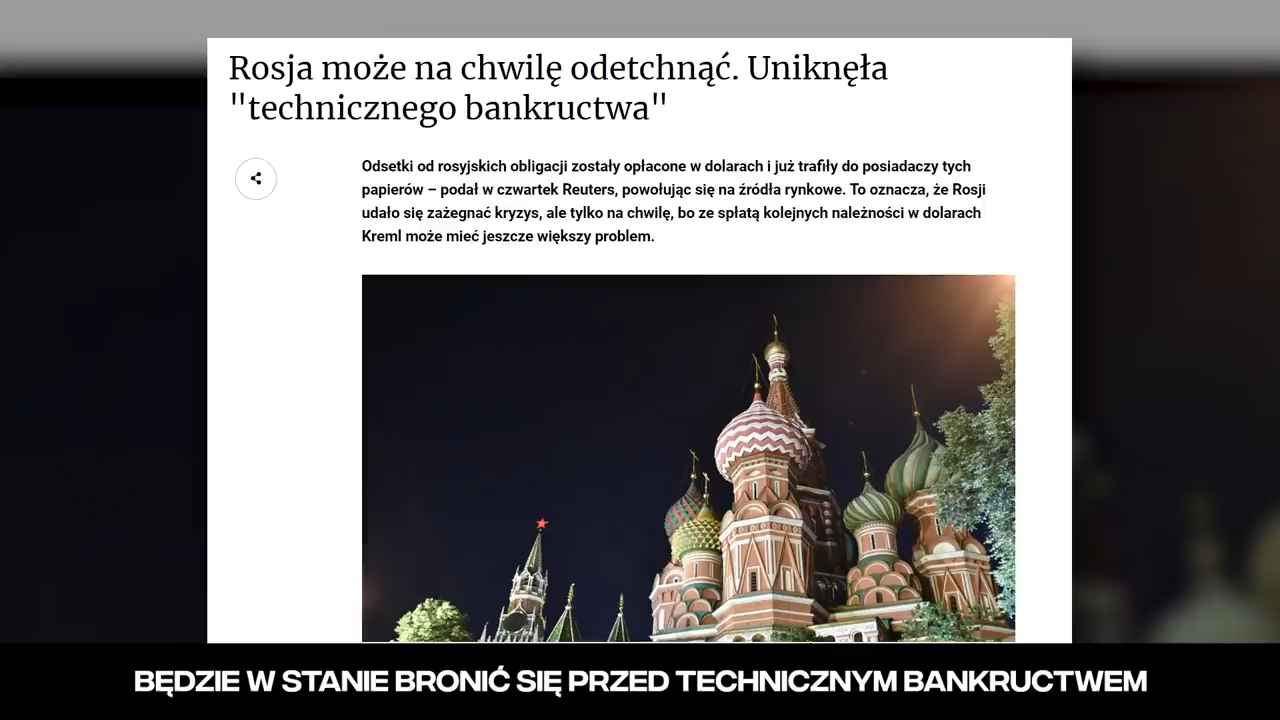 Rosja może na chwilę odetchnąć. Uniknęła
"technicznego bankructwa"
Odsetki od rosyjskich obligacji zostały opłacone w dolarach i już trafiły do posiadaczy tych
papierów – podał w czwartek Reuters, powołując się na źródła rynkowe. To oznacza, że Rosji
udało się zażegnać kryzys, ale tylko na chwilę, bo ze spłatą kolejnych należności w dolarach
Kreml może mieć jeszcze większy problem.
BĘDZIE W STANIE BRONIĆ SIĘ PRZED TECHNICZNYM BANKRUCTWEM